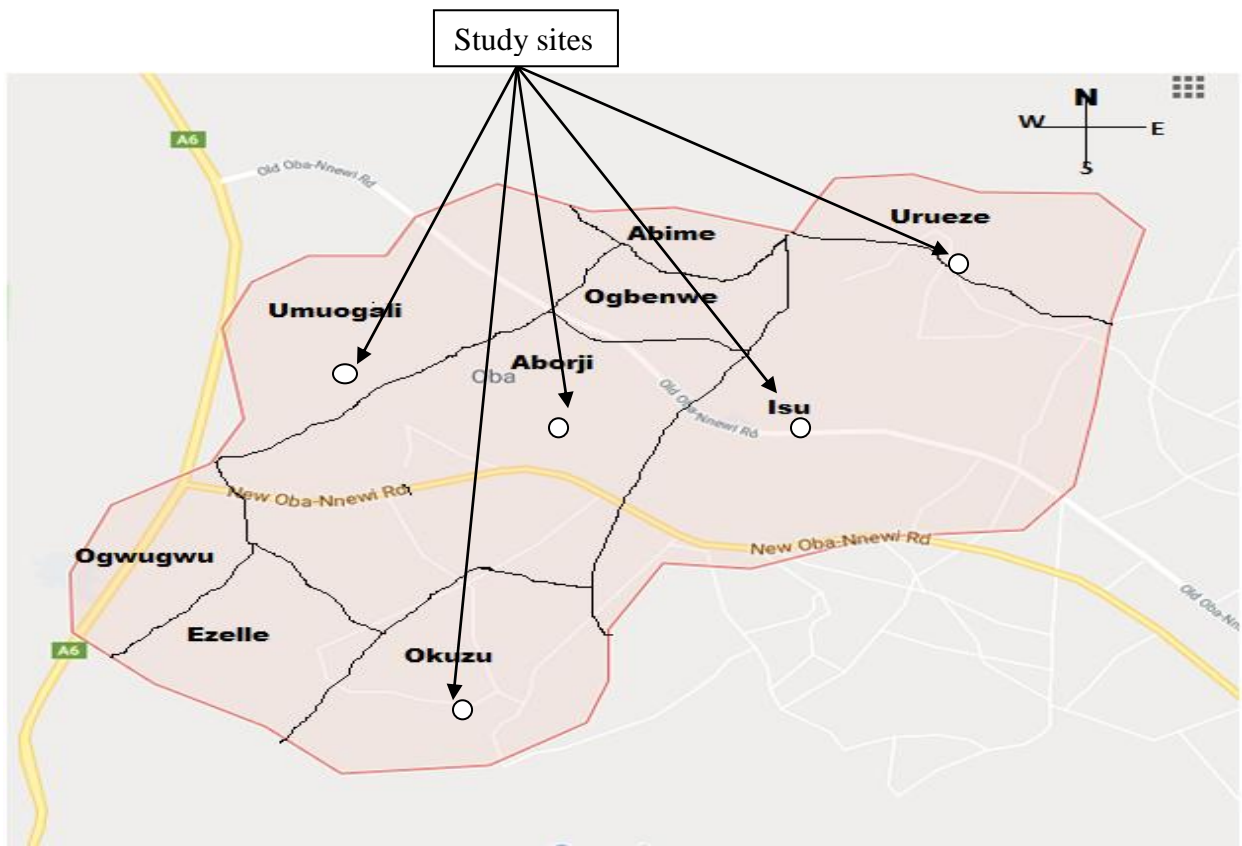 Study sites
N
W
E
S
A6
Old Oba-Nnewi Rd
Urueze
Abime
Ogbenwe
Umuogali
Aborji
Oba
Isu
Old Oba-Nnewi Rd
New Oba-Nnewi Rd
New Oba-Nnewi Rd
Ogwugwu
Ezelle
Okuzu
A6
Old Oba-Nn